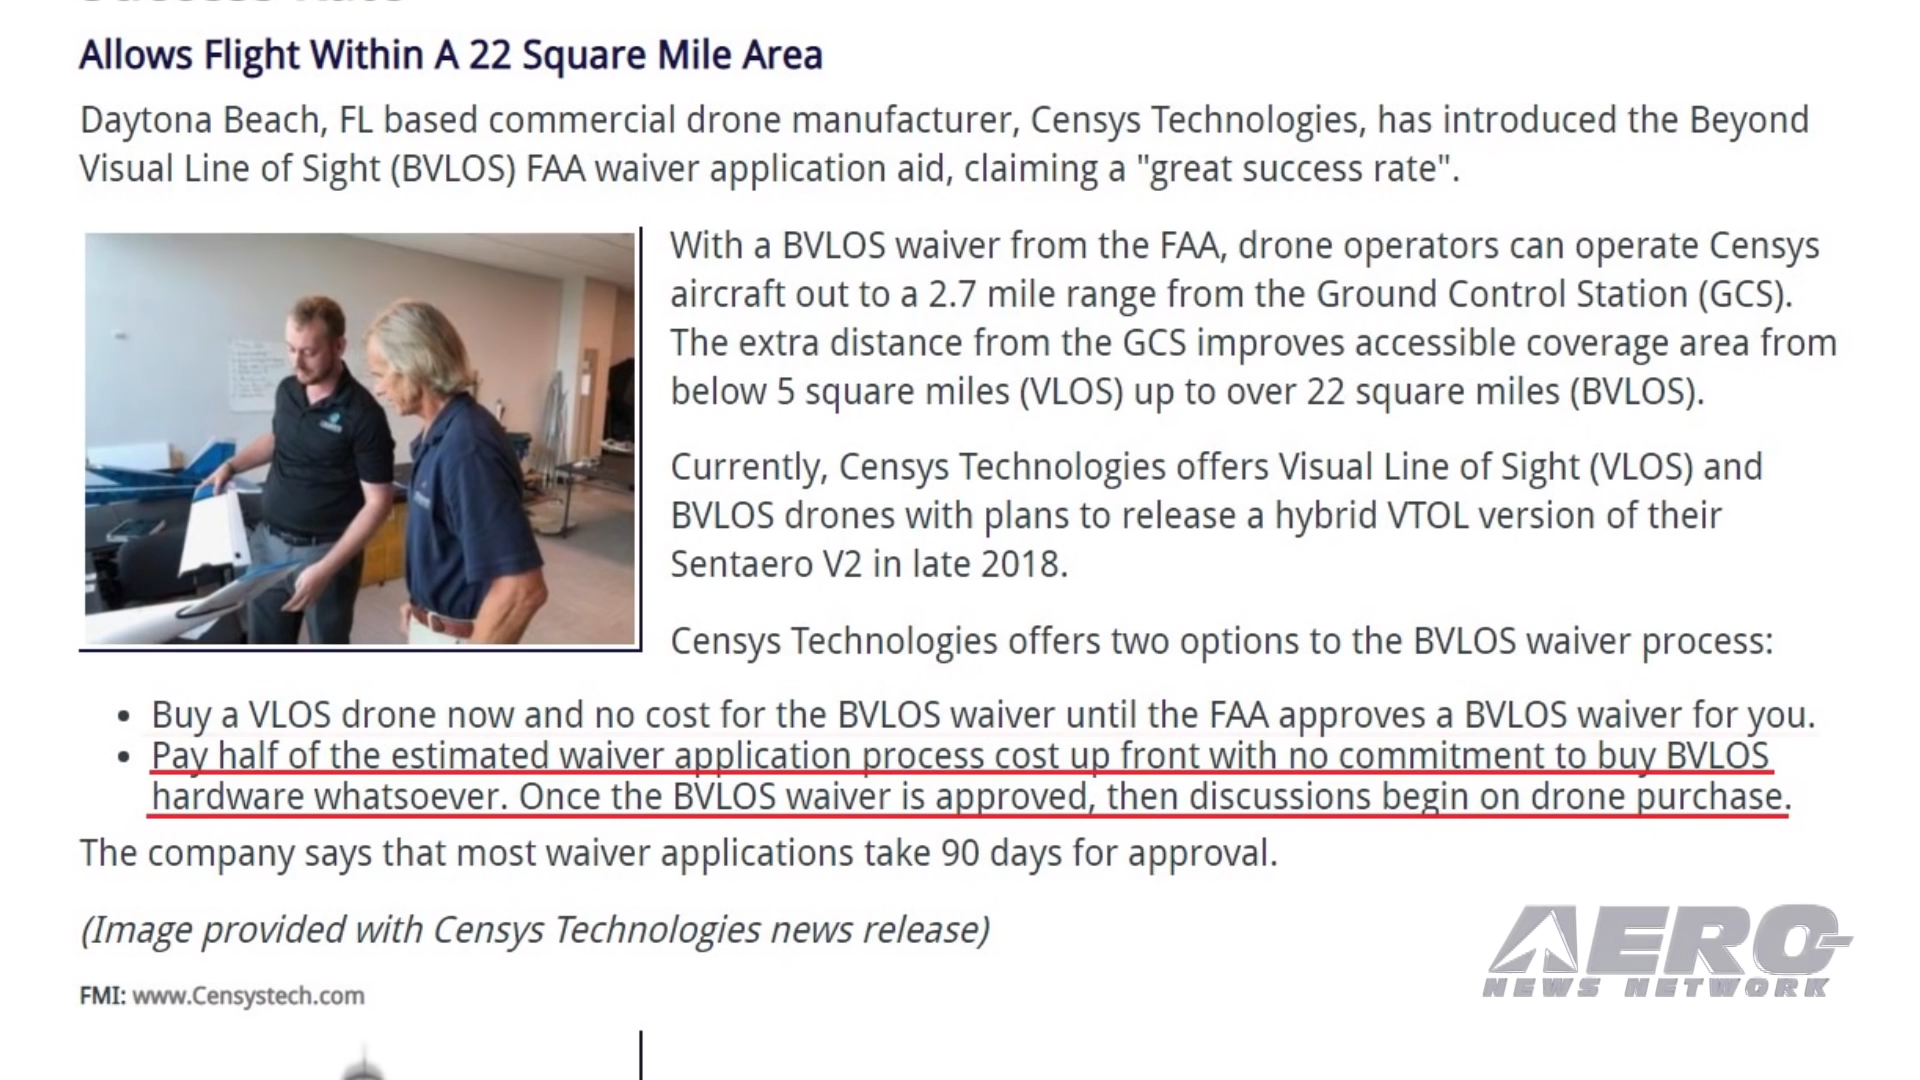 Allows Flight Within A 22 Square Mile Area
Daytona Beach, FL based commercial drone manufacturer, Censys Technologies, has introduced the Beyond
Visual Line of Sight (BVLOS) FAA waiver application aid, claiming a "great success rate".
With a BVLOS waiver from the FAA, drone operators can operate Censys
aircraft out to a 2.7 mile range from the Ground Control Station (GCS).
The extra distance from the GCS improves accessible coverage area from
below 5 square miles (VLOS) up to over 22 square miles (BVLOS).
Currently, Censys Technologies offers Visual Line of Sight (VLOS) and
BVLOS drones with plans to release a hybrid VTOL version of their
Sentaero V2 in late 2018.
Censys Technologies offers two options to the BVLOS waiver process:
• Buy a VLOS drone now and no cost for the BVLOS waiver until the FAA approves a BVLOS waiver for you.
• Pay half of the estimated waiver application process cost up front with no commitment to buy BVLOS
hardware whatsoever. Once the BVLOS waiver is approved, then discussions begin on drone purchase.
The company says that most waiver applications take 90 days for approval.
(Image provided with Censys Technologies news release)
FMI: www.Censystech.com
AERO-
NEWS NETWORK